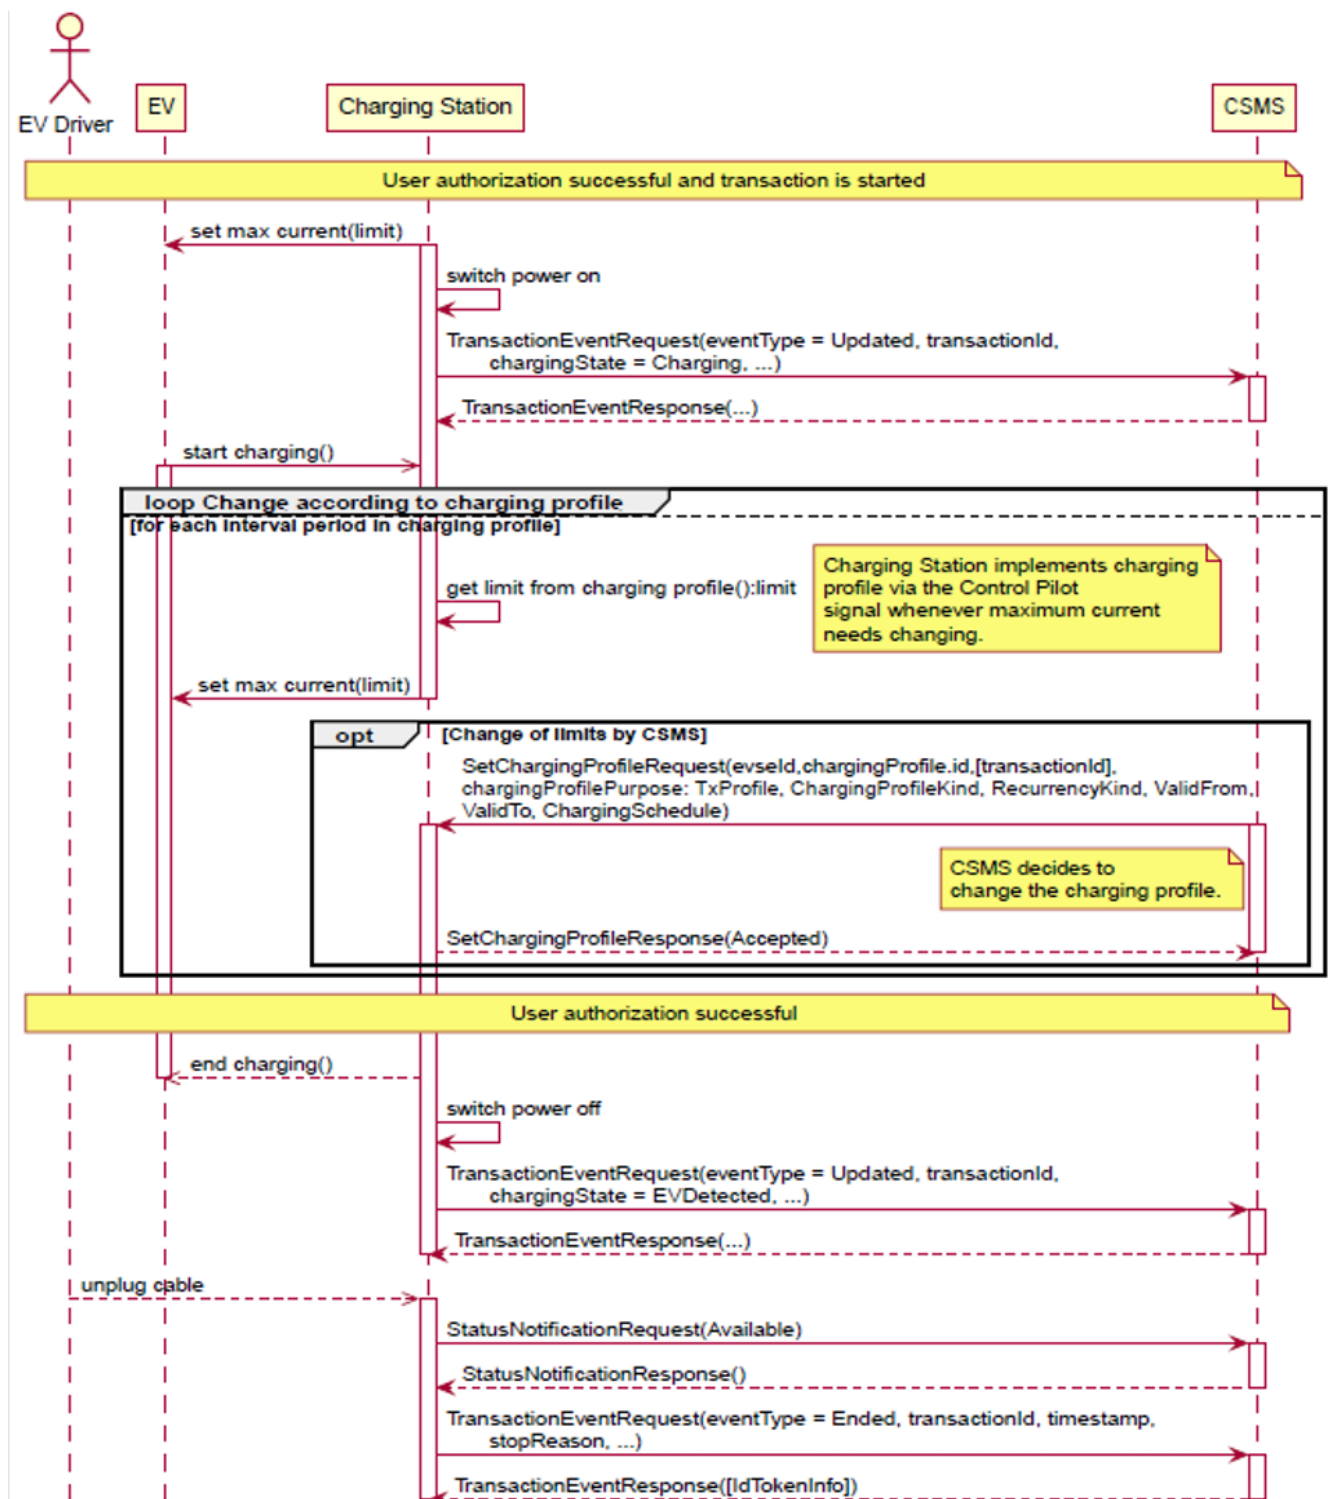 EV Driver
EV
Charging Station
CSMS
User authorization successful and transaction is started
set max current(limit)
switch power on
TransactionEventRequest(eventType = Updated, transactionId,
chargingState = Charging, ...)
TransactionEventResponse(...)
start charging()
loop Change according to charging profile
[for each interval period in charging profile]
Charging Station implements charging
profile via the Control Pilot
signal whenever maximum current
needs changing.
get limit from charging profile():limit
set max current(limit)
opt
[Change of limits by CSMS]
SetChargingProfileRequest(evseId,chargingProfile.id,[transactionId],
chargingProfilePurpose: TxProfile, ChargingProfileKind, RecurrencyKind, ValidFrom,
ValidTo, ChargingSchedule)
CSMS decides to
change the charging profile.
SetChargingProfileResponse(Accepted)
User authorization successful
end charging()
switch power off
TransactionEventRequest(eventType = Updated, transactionId,
chargingState = EVDetected, ...)
TransactionEventResponse(...)
unplug cable
StatusNotificationRequest(Available)
StatusNotificationResponse()
TransactionEventRequest(eventType = Ended, transactionId, timestamp,
stopReason, ...)
TransactionEventResponse([IdTokenInfo])